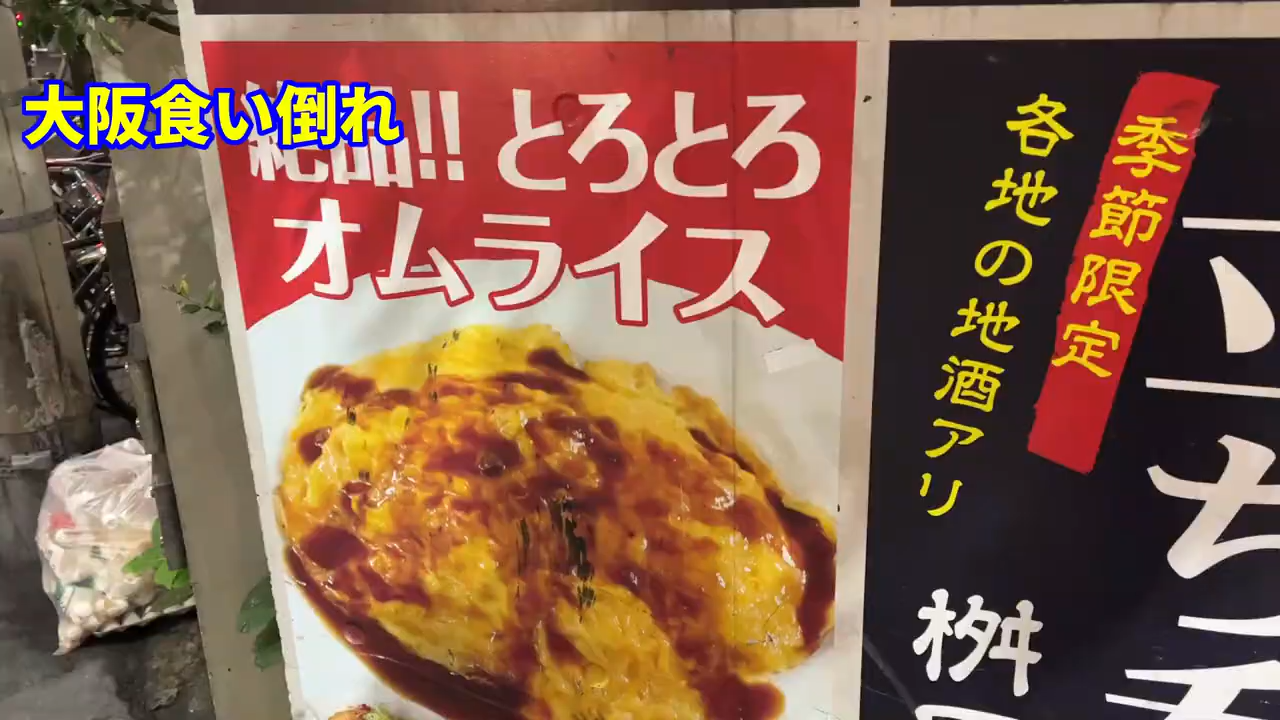 大阪食い倒れ
絶品!! とろとろ
オムライス
季節限定
各地の地酒アリ
桝